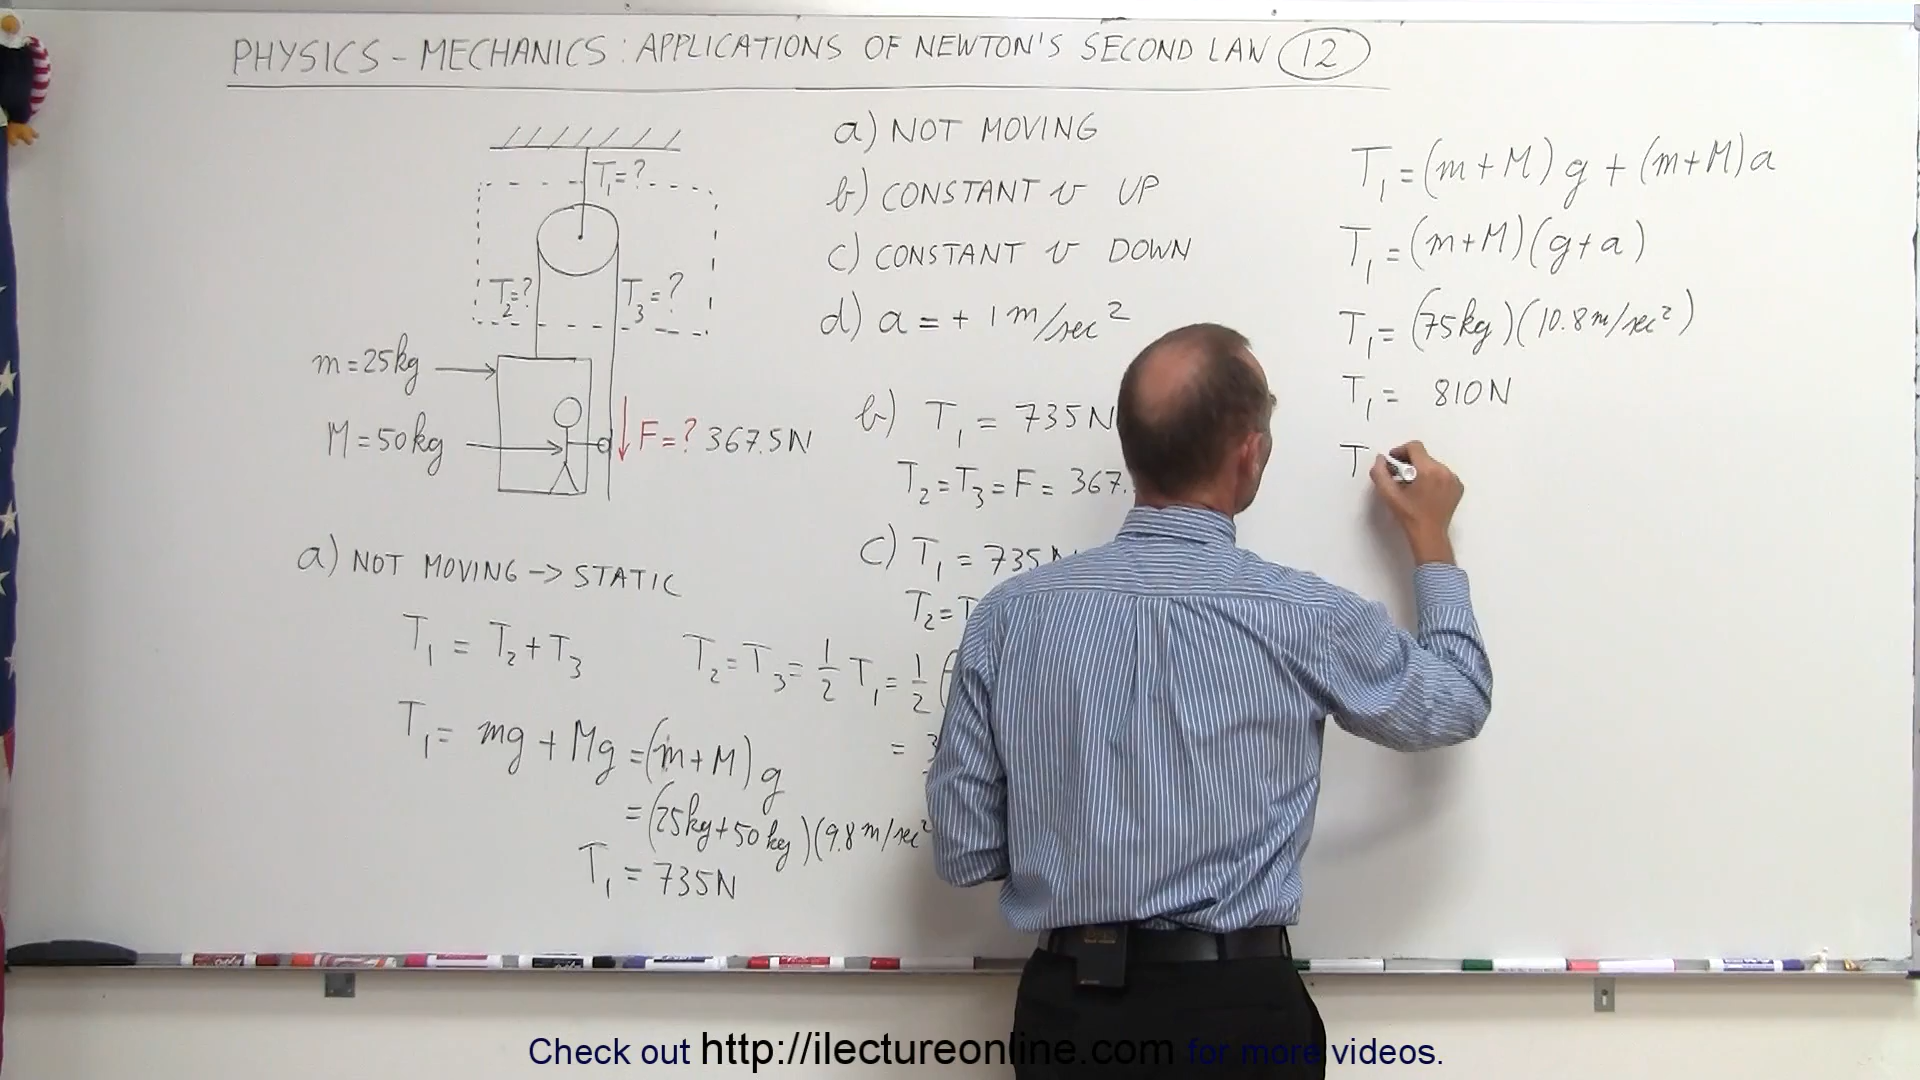 PHYSICS - MECHANICS: APPLICATIONS OF NEWTON'S SECOND LAW 12
T₁=?
T₂=?
T₃=?
m=25kg
M=50kg
F=? 367.5N
a) NOT MOVING
b) CONSTANT v UP
c) CONSTANT v DOWN
d) a = + 1 m/sec²
a) NOT MOVING -> STATIC
T₁ = T₂+T₃
T₁ = mg + Mg = (m+M) g
= (25kg+50kg)(9.8 m/sec²
T₁ = 735N
T₂=T₃=½T₁=½(
= 3
b) T₁ = 735N
T₂=T₃=F= 367.
c) T₁ = 735N
T₂=T
T₁ = (m+M) g + (m+M) a
T₁ = (m+M)(g+a)
T₁ = (75kg)(10.8 m/sec²)
T₁ = 810N
T
Check out http://ilectureonline.com for more videos.